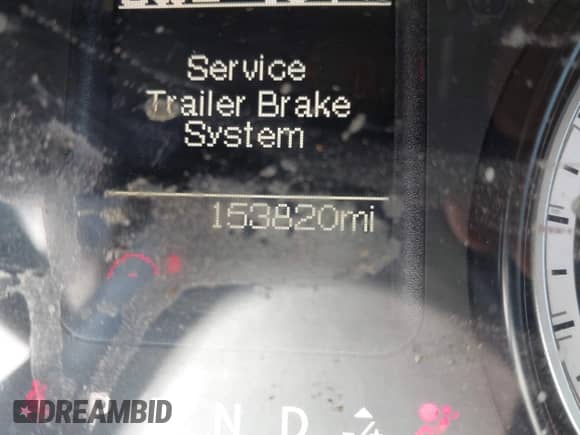 Service
Trailer Brake
System
153820mi
P N D
DREAMBID